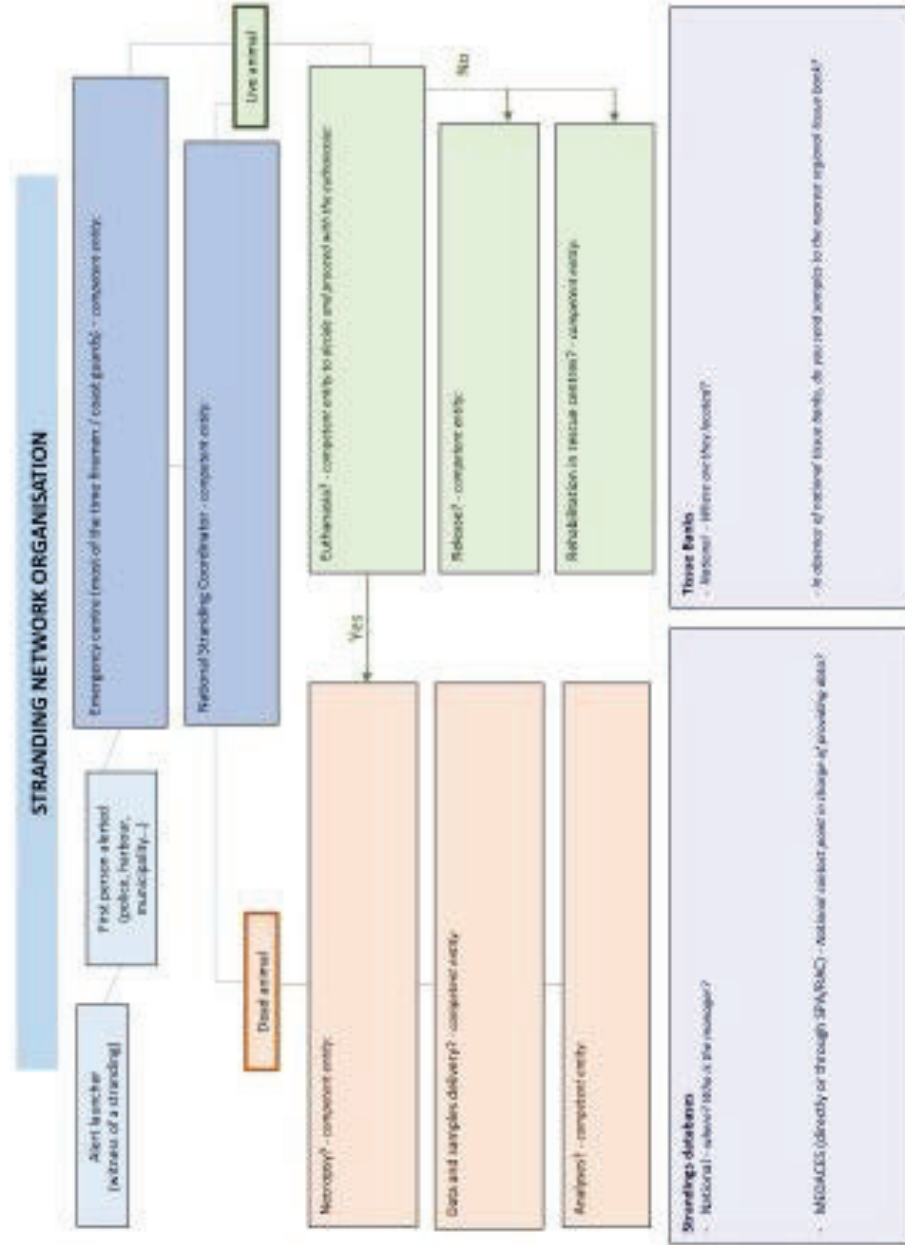 STRANDING NETWORK ORGANISATION
Alert launcher
(witness of a stranding)
First person alerted
(police, harbour,
municipality...)
Emergency centre (most of the time firemen / coast guards) - competent entity:
National Stranding Coordinator - competent entity:
Dead animal
Live animal
Necropsy? - competent entity:
Data and samples delivery? - competent entity
Analyses? - competent entity
Yes
Euthanasia? - competent entity to decide and proceed with the euthanasia:
No
Release? - competent entity:
Rehabilitation in rescue centres? - competent entity:
Strandings databases
- National - where? Who is the manager?
- MEDACES (directly or through SPA/RAC) - national contact point in charge of providing data?
Tissue Banks
- National - Where are they located?
- In absence of national tissue banks, do you send samples to the nearest regional tissue bank?